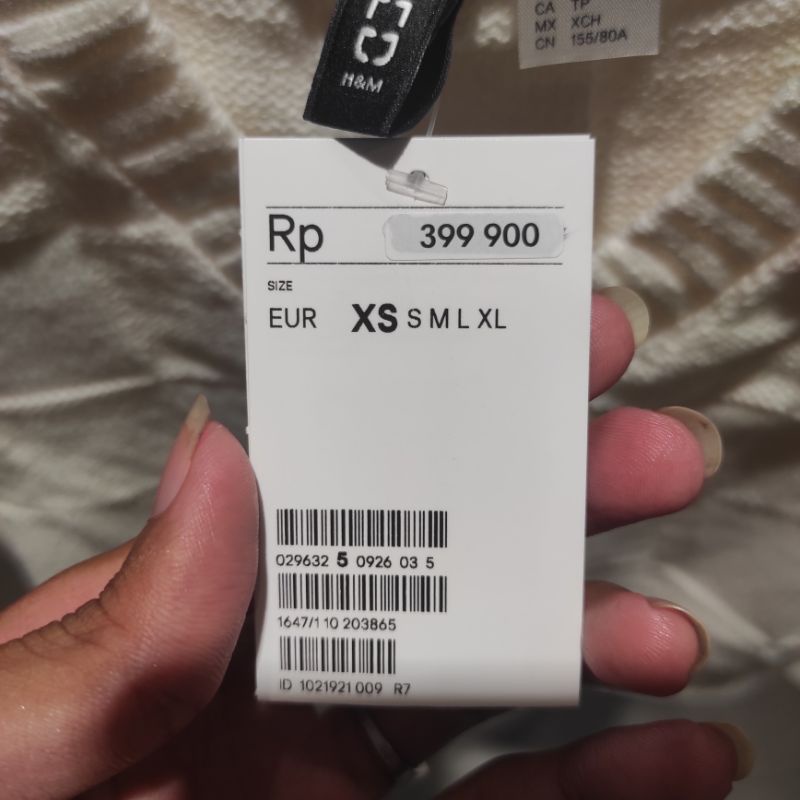 H&M
CA TP
MX XCH
CN 155/80A
Rp 399 900
SIZE
EUR XS S M L XL
029632 5 0926 03 5
1647/1 10 203865
ID 1021921 009 R7